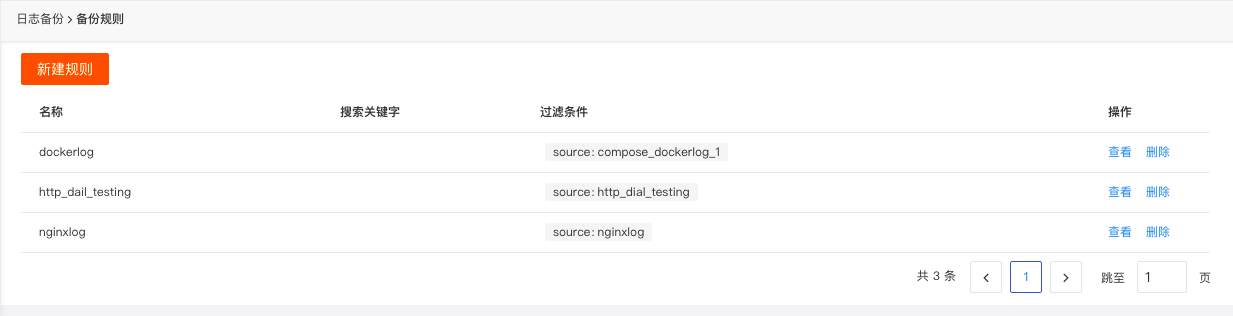 日志备份 > 备份规则
新建规则
名称 搜索关键字 过滤条件 操作
dockerlog source: compose_dockerlog_1 查看 删除
http_dail_testing source: http_dial_testing 查看 删除
nginxlog source: nginxlog 查看 删除
共 3 条 < 1 > 跳至 1 页